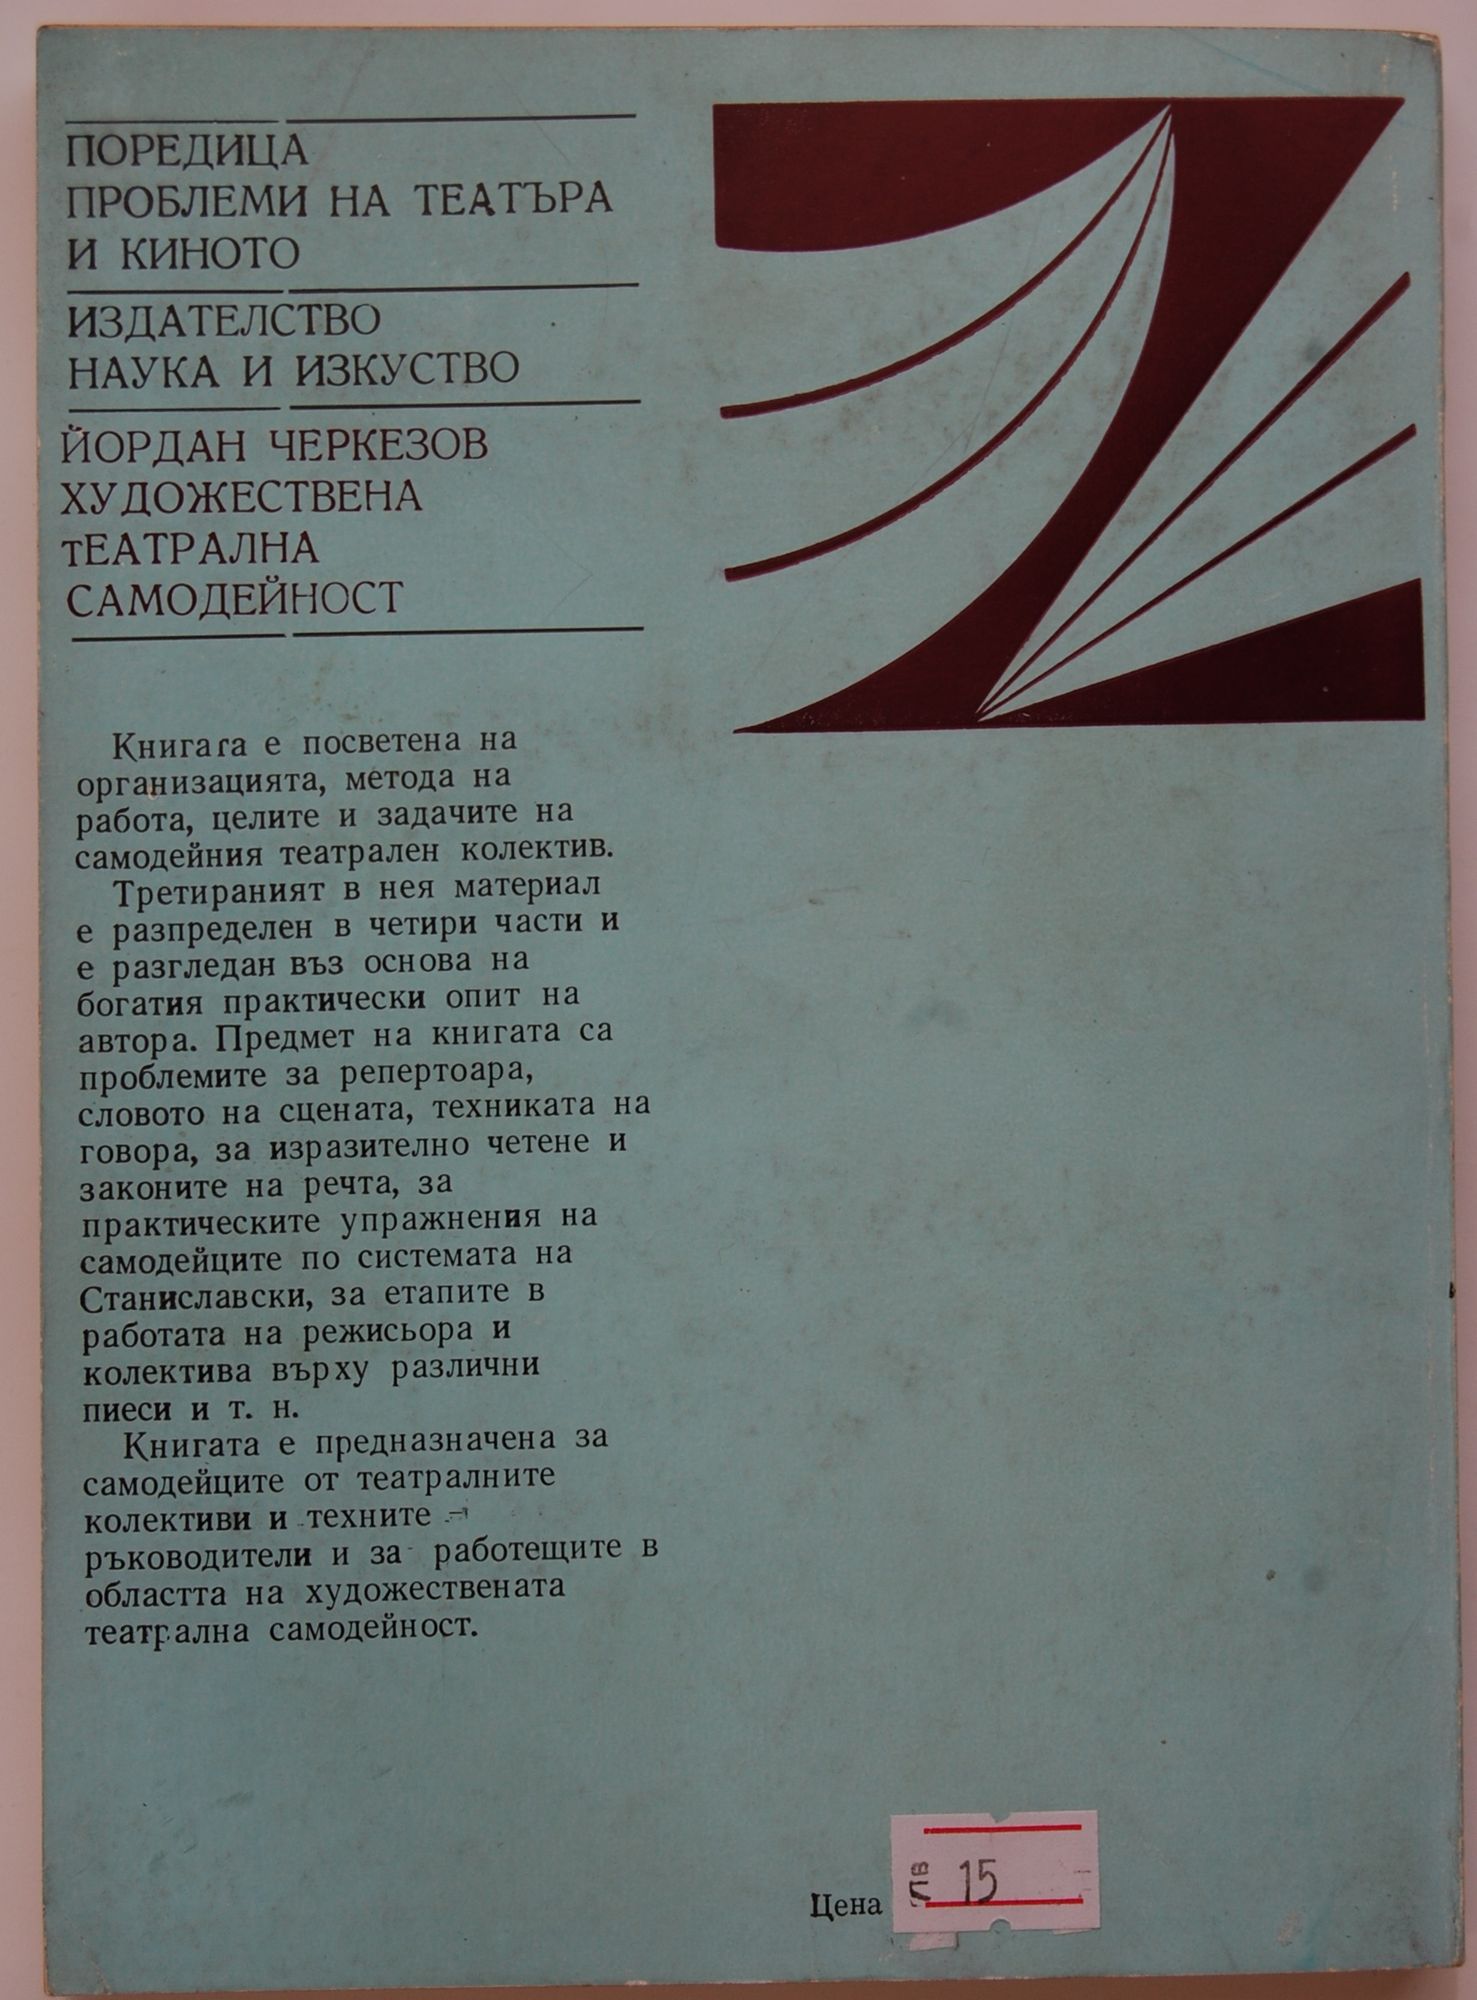 ПОРЕДИЦА
ПРОБЛЕМИ НА ТЕАТЪРА
И КИНОТО
ИЗДАТЕЛСТВО
НАУКА И ИЗКУСТВО
ЙОРДАН ЧЕРКЕЗОВ
ХУДОЖЕСТВЕНА
тЕАТРАЛНА
САМОДЕЙНОСТ
Книгата е посветена на
организацията, метода на
работа, целите и задачите на
самодейния театрален колектив.
Третираният в нея материал
е разпределен в четири части и
е разгледан въз основа на
богатия практически опит на
автора. Предмет на книгата са
проблемите за репертоара,
словото на сцената, техниката на
говора, за изразително четене и
законите на речта, за
практическите упражнения на
самодейците по системата на
Станиславски, за етапите в
работата на режисьора и
колектива върху различни
пиеси и т. н.
Книгата е предназначена за
самодейците от театралните
колективи и техните
ръководители и за работещите в
областта на художествената
театрална самодейност.
Цена лв 15